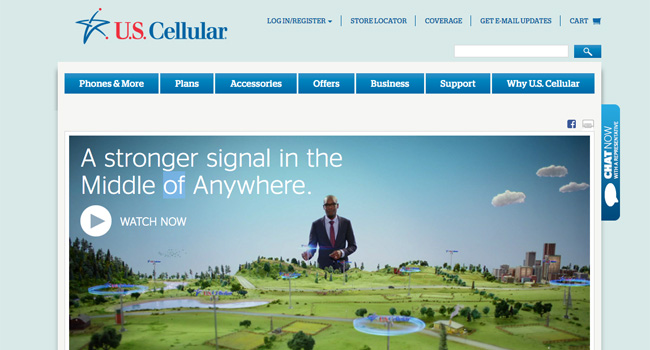 U.S. Cellular
LOG IN/REGISTER
STORE LOCATOR
COVERAGE
GET E-MAIL UPDATES
CART
Phones & More
Plans
Accessories
Offers
Business
Support
Why U.S. Cellular
A stronger signal in the
Middle of Anywhere.
WATCH NOW
CHAT NOW
WITH A REPRESENTATIVE